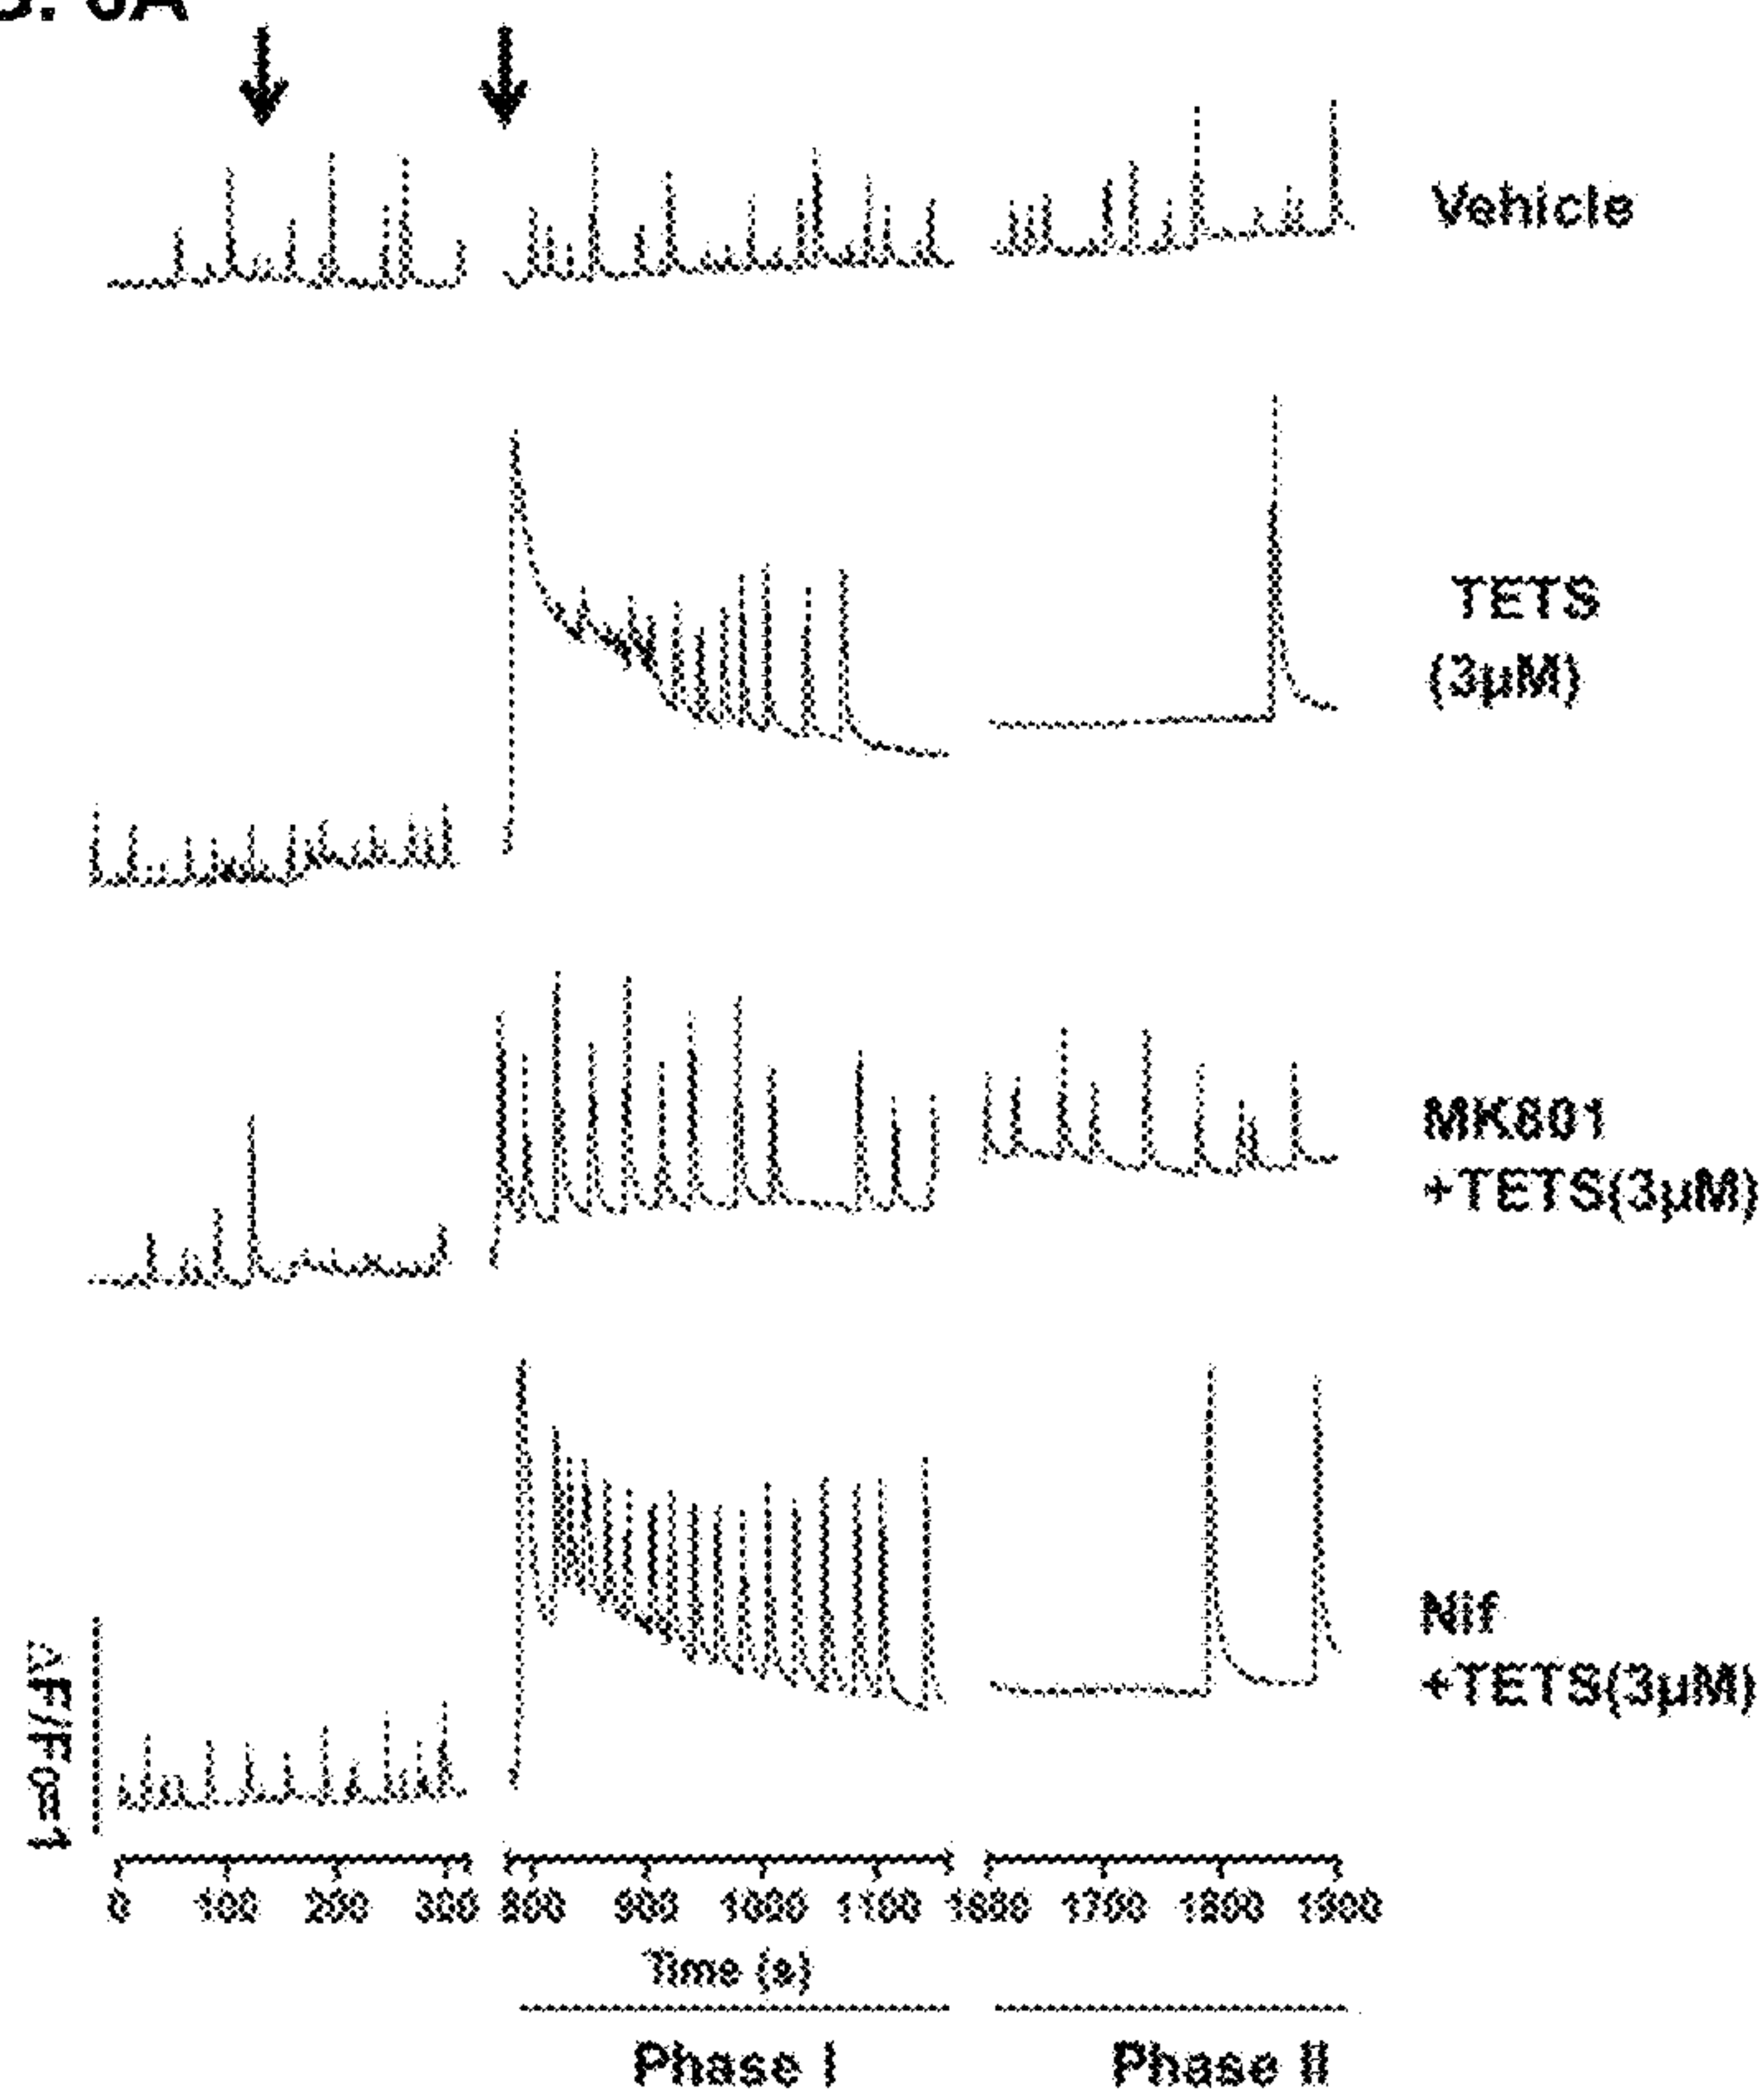 Vehicle
TETS
(3µM)
MK801
+TETS(3µM)
Nif
+TETS(3µM)
ΔF/F₀=1
0 100 200 300 800 900 1000 1100 1600 1700 1800 1900
Time (s)
Phase I Phase II